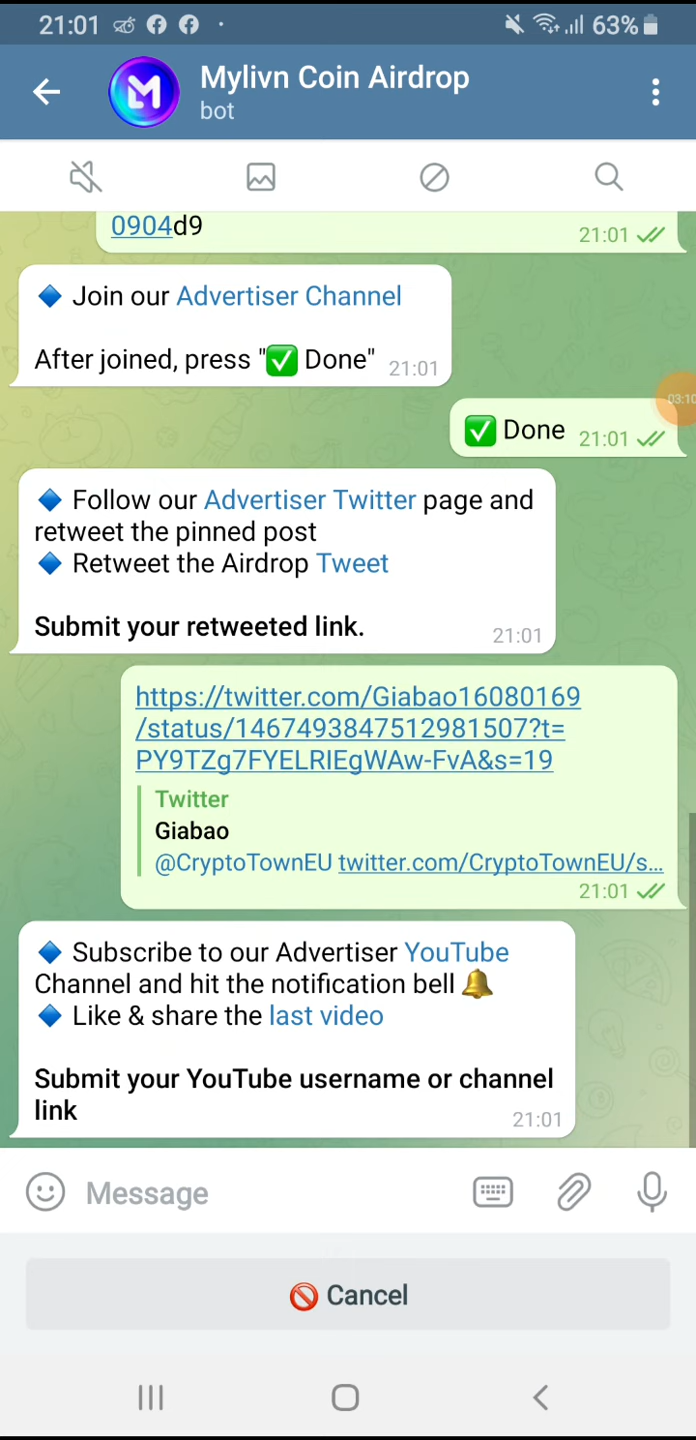 21:01
63%
Mylivn Coin Airdrop
bot
0904d9
21:01
🔷 Join our Advertiser Channel
After joined, press "✅ Done" 21:01
03:10
✅ Done 21:01
🔷 Follow our Advertiser Twitter page and
retweet the pinned post
🔷 Retweet the Airdrop Tweet
Submit your retweeted link.
21:01
https://twitter.com/Giabao16080169
/status/1467493847512981507?t=
PY9TZg7FYELRIEgWAw-FvA&s=19
Twitter
Giabao
@CryptoTownEU twitter.com/CryptoTownEU/s...
21:01
🔷 Subscribe to our Advertiser YouTube
Channel and hit the notification bell 🔔
🔷 Like & share the last video
Submit your YouTube username or channel
link
21:01
Message
🚫 Cancel